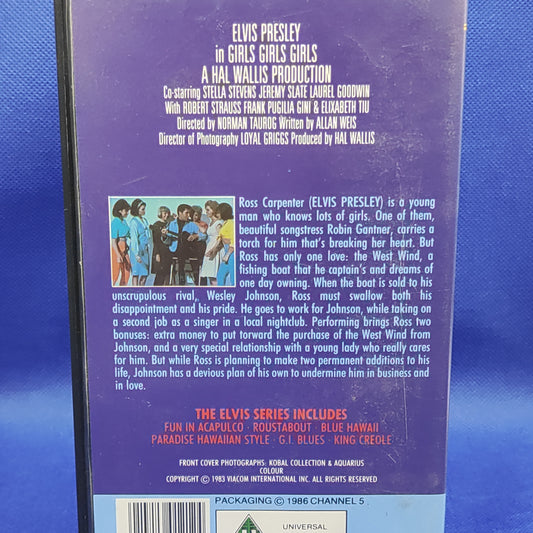 ELVIS PRESLEY
in GIRLS GIRLS GIRLS
A HAL WALLIS PRODUCTION
Co-starring STELLA STEVENS JEREMY SLATE LAUREL GOODWIN
With ROBERT STRAUSS FRANK PUGILIA GINI & ELIXABETH TIU
Directed by NORMAN TAUROG Written by ALLAN WEIS
Director of Photography LOYAL GRIGGS Produced by HAL WALLIS
Ross Carpenter (ELVIS PRESLEY) is a young
man who knows lots of girls. One of them,
beautiful songstress Robin Gantner, carries a
torch for him that's breaking her heart. But
Ross has only one love: the West Wind, a
fishing boat that he captain's and dreams of
one day owning. When the boat is sold to his
unscrupulous rival, Wesley Johnson, Ross must swallow both his
disappointment and his pride. He goes to work for Johnson, while taking on
a second job as a singer in a local nightclub. Performing brings Ross two
bonuses: extra money to put toward the purchase of the West Wind from
Johnson, and a very special relationship with a young lady who really cares
for him. But while Ross is planning to make two permanent additions to his
life, Johnson has a devious plan of his own to undermine him in business and
in love.
THE ELVIS SERIES INCLUDES
FUN IN ACAPULCO · ROUSTABOUT · BLUE HAWAII
PARADISE HAWAIIAN STYLE · G.I. BLUES · KING CREOLE
FRONT COVER PHOTOGRAPHS: KOBAL COLLECTION & AQUARIUS
COLOUR
COPYRIGHT © 1983 VIACOM INTERNATIONAL INC. ALL RIGHTS RESERVED
PACKAGING © 1986 CHANNEL 5
UNIVERSAL